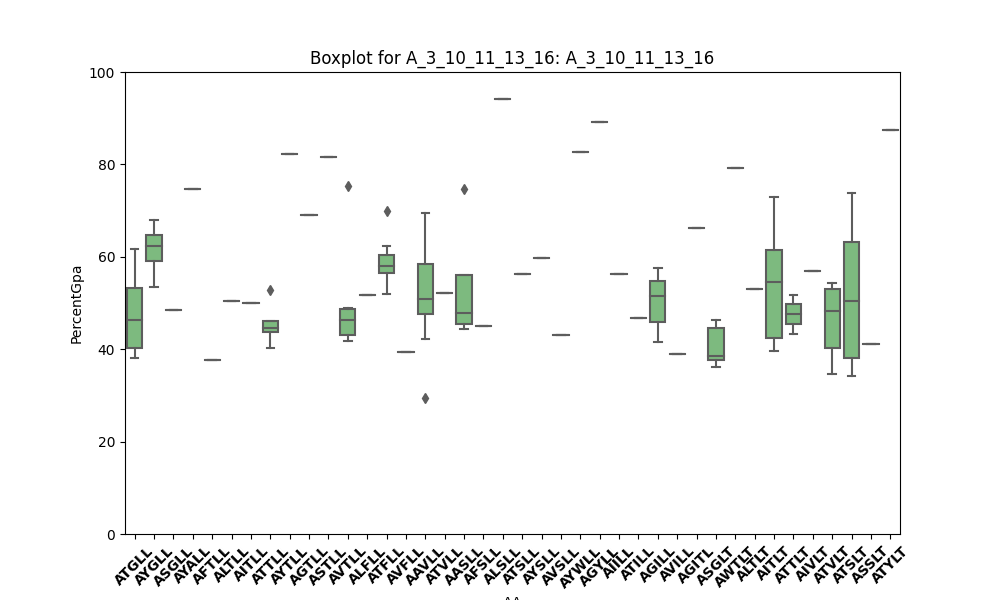 Boxplot for A_3_10_11_13_16: A_3_10_11_13_16
PercentGpa
100
80
60
40
20
0
ATGLL
AYGLL
ASGLL
AYALL
AFTLL
ALTLL
AITLL
ATTLL
AYTLL
AGTLL
ASTLL
AVTLL
ALFLL
ATFLL
AVFLL
AAVLL
ATVLL
AASLL
AFSLL
ALSLL
ATSLL
AYSLL
AVSLL
AYWLL
AGYLL
AIILL
ATILL
AGILL
AVILL
AGITL
ASGLT
AWTLT
ALTLT
AITLT
ATTLT
AIVLT
ATVLT
ATSLT
ASSLT
ATYLT